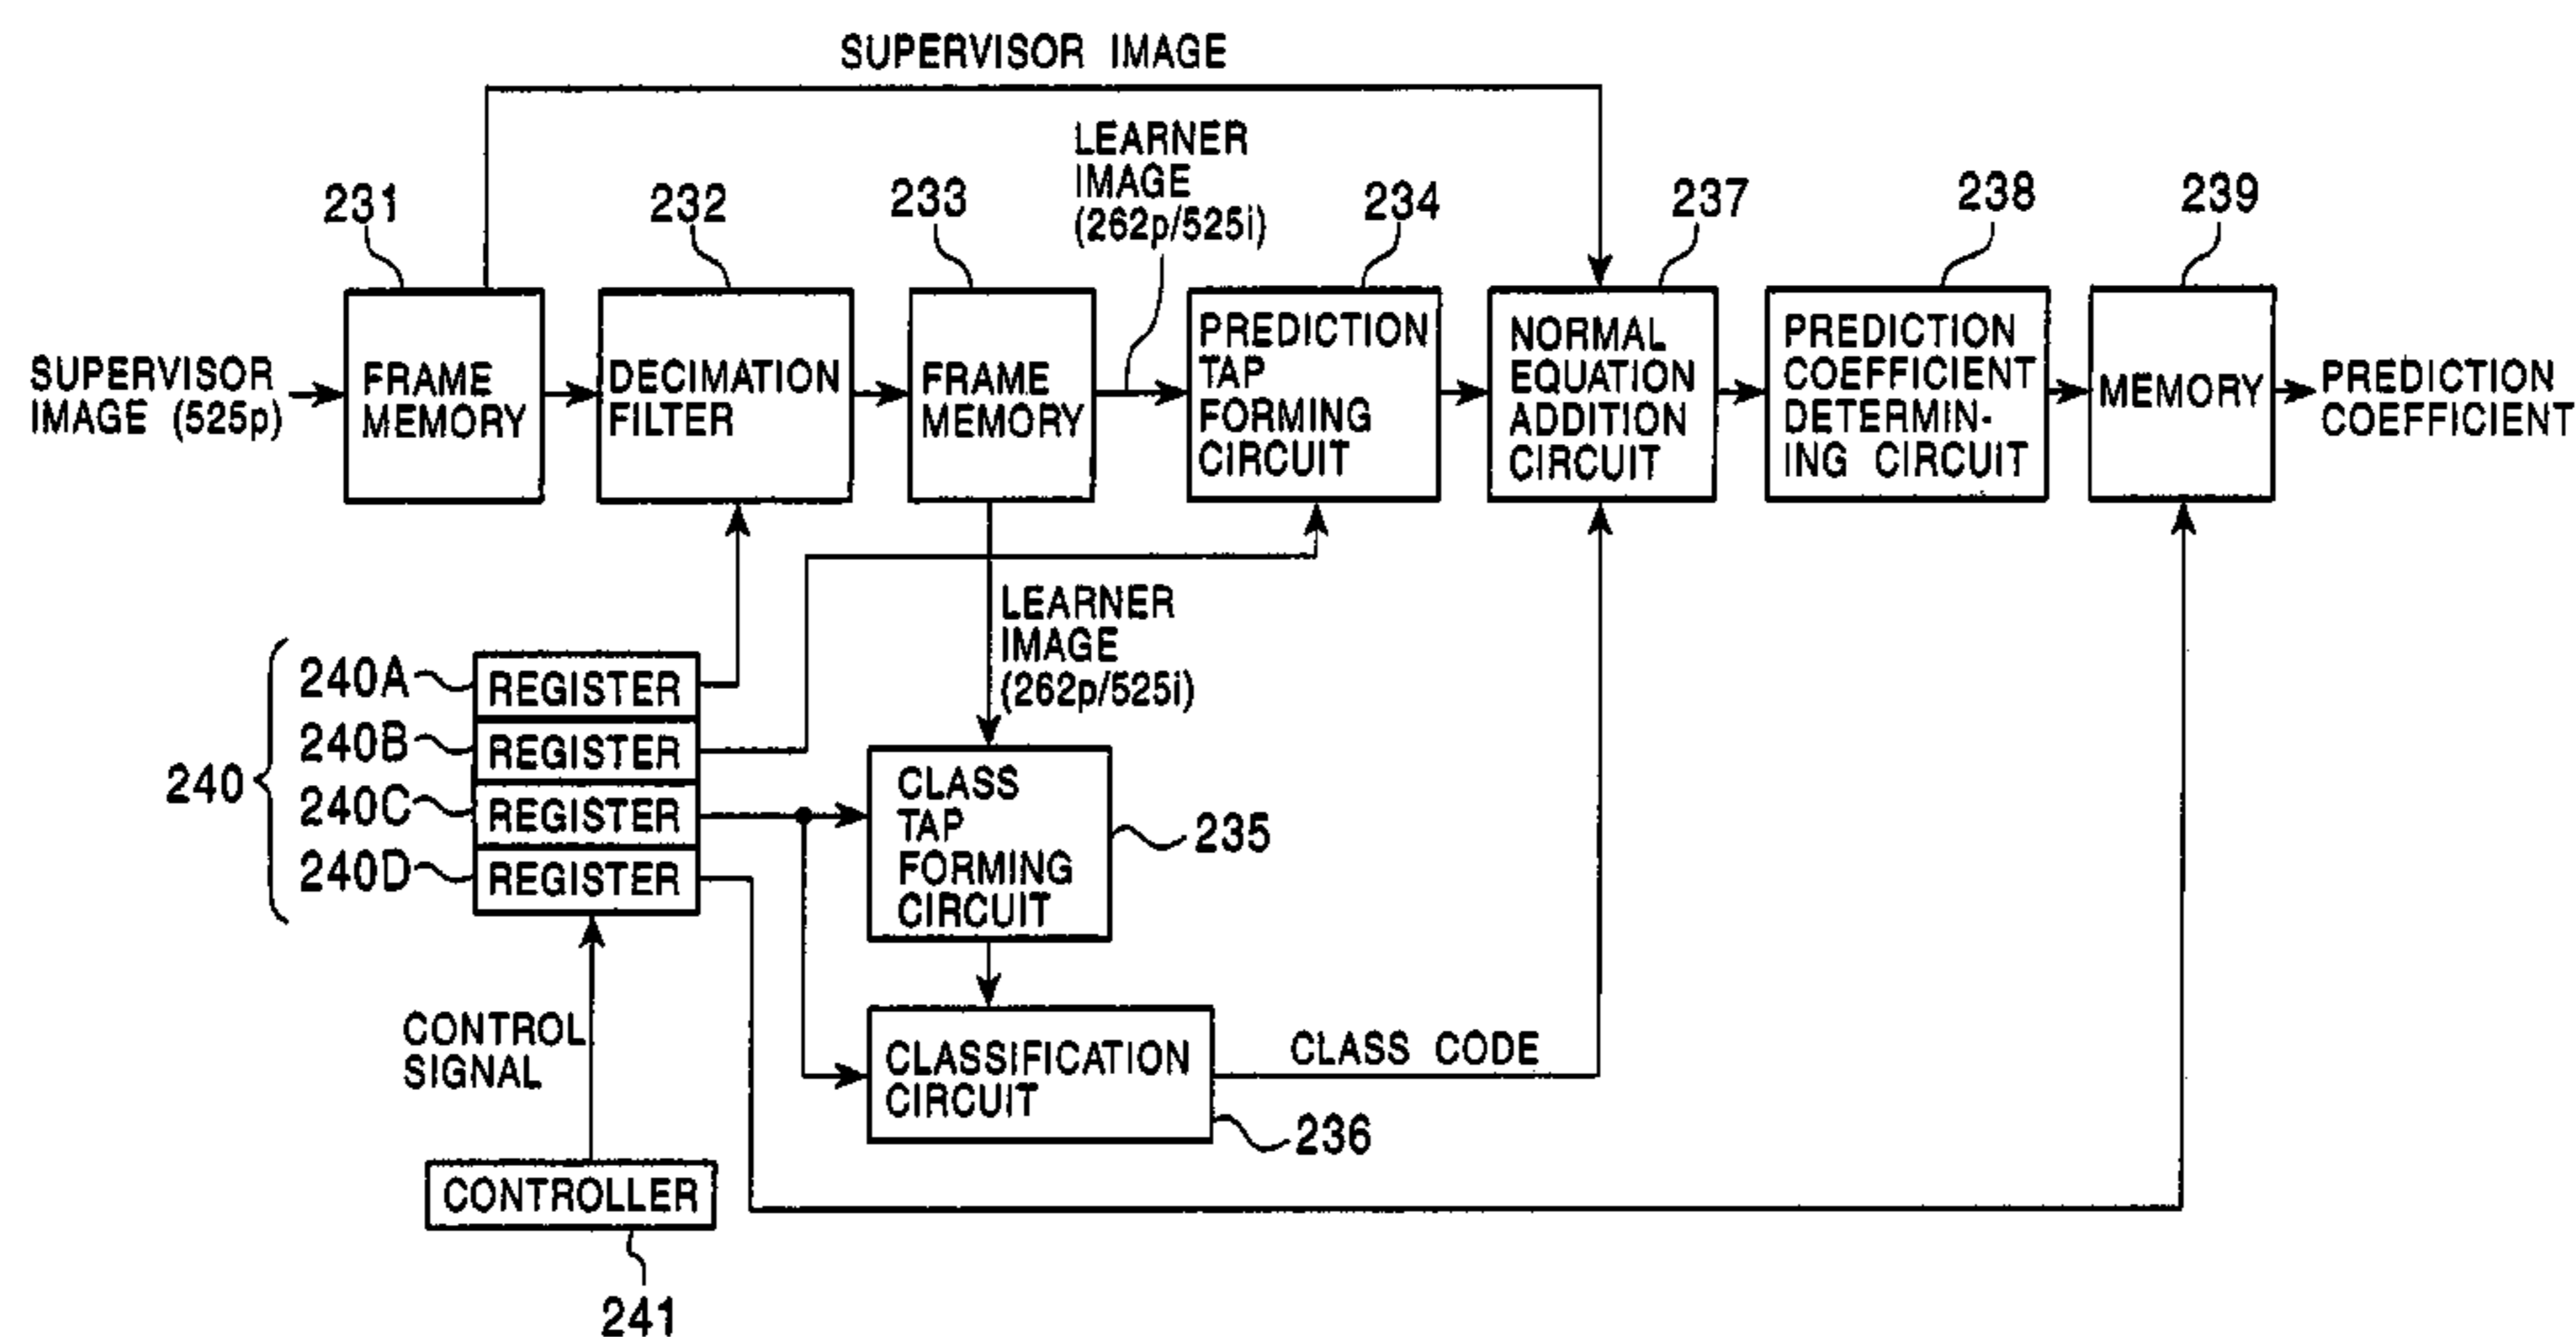 SUPERVISOR IMAGE
LEARNER
IMAGE
(262p/525i)
231
232
233
234
237
238
239
SUPERVISOR
IMAGE (525p)
FRAME
MEMORY
DECIMATION
FILTER
FRAME
MEMORY
PREDICTION
TAP
FORMING
CIRCUIT
NORMAL
EQUATION
ADDITION
CIRCUIT
PREDICTION
COEFFICIENT
DETERMIN-
ING CIRCUIT
MEMORY
PREDICTION
COEFFICIENT
LEARNER
IMAGE
(262p/525i)
240
240A
REGISTER
240B
REGISTER
240C
REGISTER
240D
REGISTER
CLASS
TAP
FORMING
CIRCUIT
235
CONTROL
SIGNAL
CLASSIFICATION
CIRCUIT
CLASS CODE
236
CONTROLLER
241